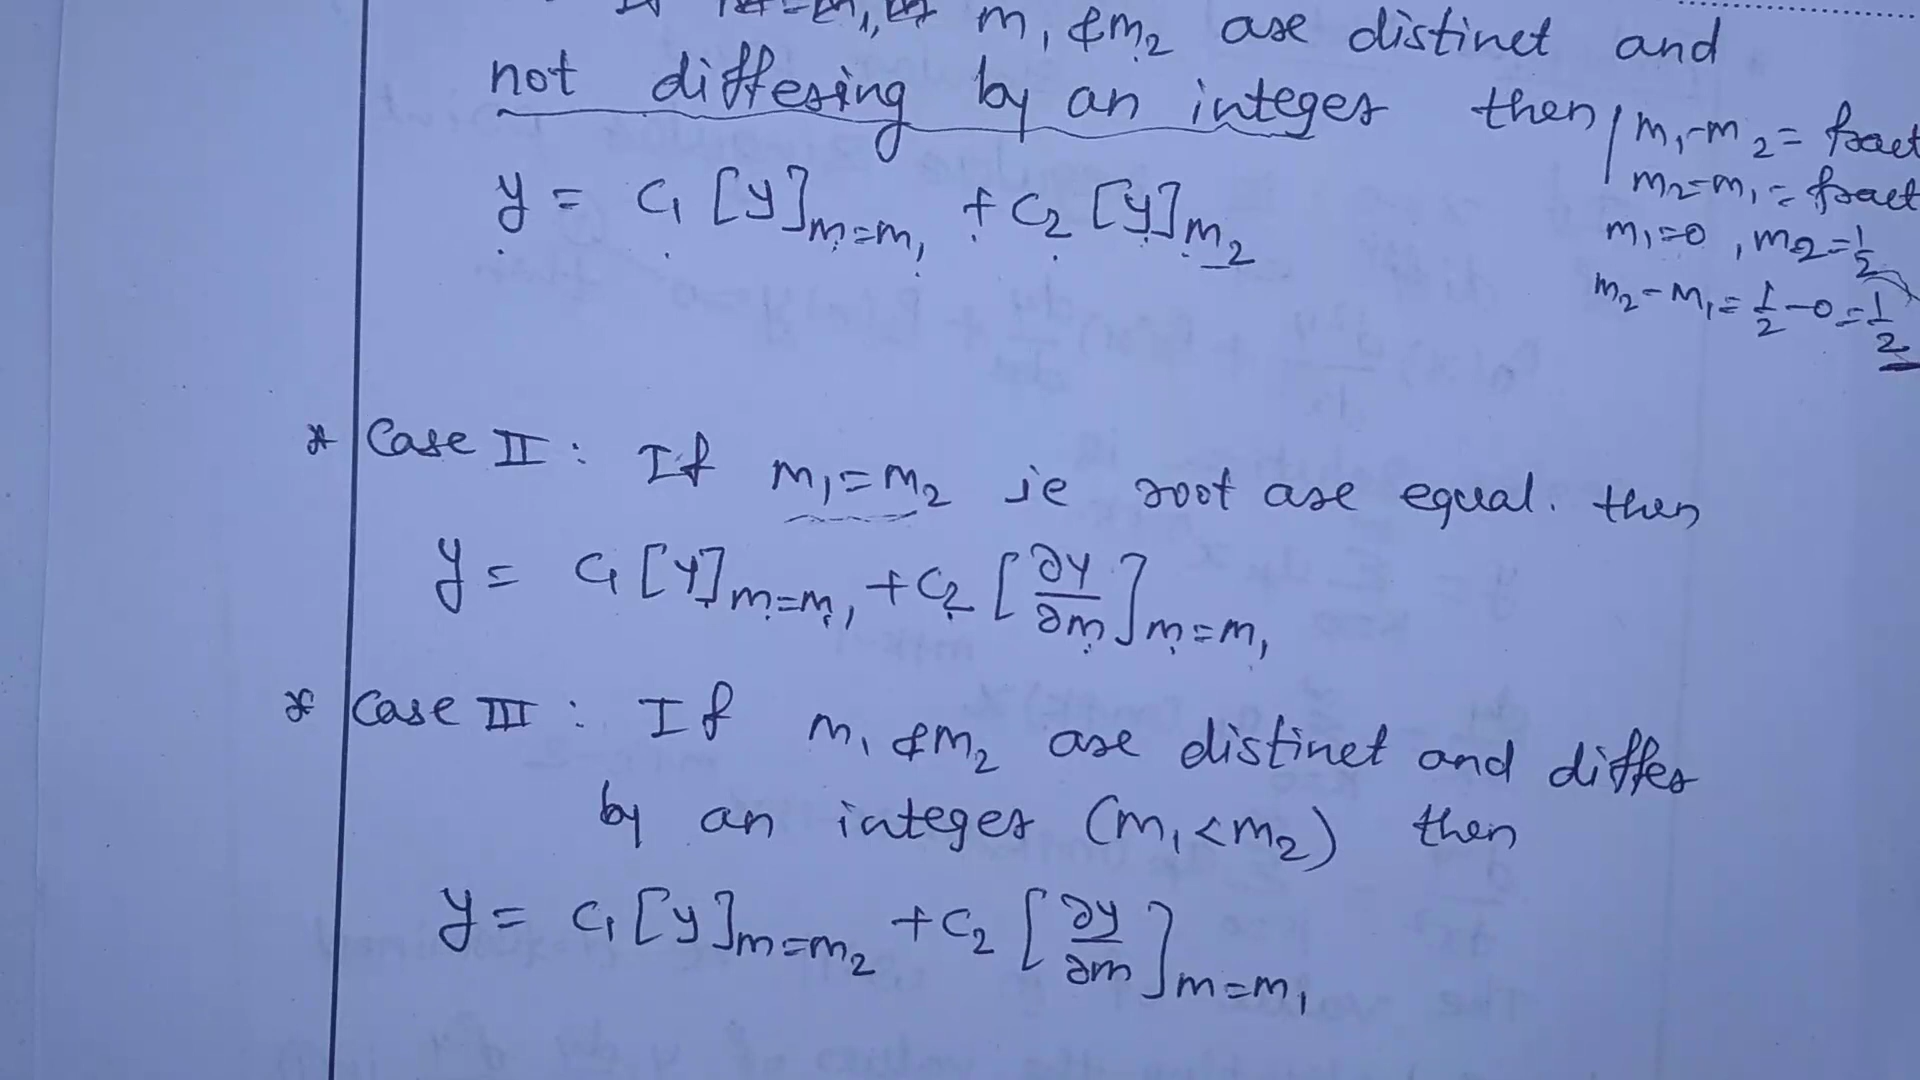 m₁ & m₂ are distinct and
not differing by an integer then
m₁-m₂ = fract
m₂-m₁ = fract
y = C₁ [y]m=m₁ + C₂ [y]m₂
m₁=0, m₂=1/2
m₂-m₁ = 1/2 - 0 = 1/2
* Case II : If m₁=m₂ ie root are equal. then
y = C₁ [y]m=m₁ + C₂ [∂y/∂m]m=m₁
* Case III : If m₁ & m₂ are distinct and differ
by an integer (m₁<m₂) then
y = C₁ [y]m=m₂ + C₂ [∂y/∂m]m=m₁